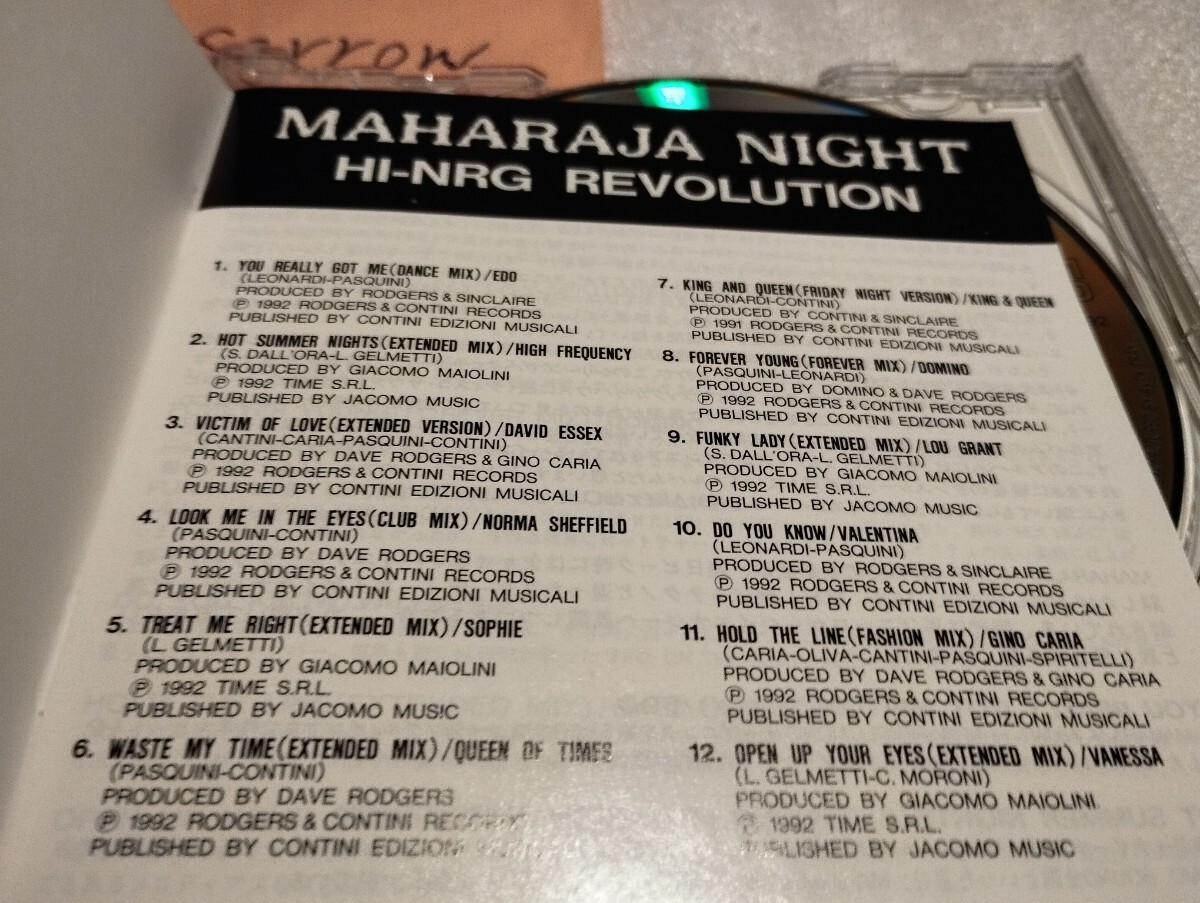 carrow
MAHARAJA NIGHT
HI-NRG REVOLUTION
1. YOU REALLY GOT ME(DANCE MIX)/EDO
(LEONARDI-PASQUINI)
PRODUCED BY RODGERS & SINCLAIRE
Ⓟ 1992 RODGERS & CONTINI RECORDS
PUBLISHED BY CONTINI EDIZIONI MUSICALI
2. HOT SUMMER NIGHTS(EXTENDED MIX)/HIGH FREQUENCY
(S. DALL'ORA-L. GELMETTI)
PRODUCED BY GIACOMO MAIOLINI
Ⓟ 1992 TIME S.R.L.
PUBLISHED BY JACOMO MUSIC
3. VICTIM OF LOVE(EXTENDED VERSION)/DAVID ESSEX
(CANTINI-CARIA-PASQUINI-CONTINI)
PRODUCED BY DAVE RODGERS & GINO CARIA
Ⓟ 1992 RODGERS & CONTINI RECORDS
PUBLISHED BY CONTINI EDIZIONI MUSICALI
4. LOOK ME IN THE EYES(CLUB MIX)/NORMA SHEFFIELD
(PASQUINI-CONTINI)
PRODUCED BY DAVE RODGERS
Ⓟ 1992 RODGERS & CONTINI RECORDS
PUBLISHED BY CONTINI EDIZIONI MUSICALI
5. TREAT ME RIGHT(EXTENDED MIX)/SOPHIE
(L. GELMETTI)
PRODUCED BY GIACOMO MAIOLINI
Ⓟ 1992 TIME S.R.L.
PUBLISHED BY JACOMO MUSIC
6. WASTE MY TIME(EXTENDED MIX)/QUEEN OF TIMES
(PASQUINI-CONTINI)
PRODUCED BY DAVE RODGERS
Ⓟ 1992 RODGERS & CONTINI RECORDS
PUBLISHED BY CONTINI EDIZIONI
7. KING AND QUEEN(FRIDAY NIGHT VERSION)/KING & QUEEN
(LEONARDI-CONTINI)
PRODUCED BY CONTINI & SINCLAIRE
Ⓟ 1991 RODGERS & CONTINI RECORDS
PUBLISHED BY CONTINI EDIZIONI MUSICALI
8. FOREVER YOUNG(FOREVER MIX)/DOMINO
(PASQUINI-LEONARDI)
PRODUCED BY DOMINO & DAVE RODGERS
Ⓟ 1992 RODGERS & CONTINI RECORDS
PUBLISHED BY CONTINI EDIZIONI MUSICALI
9. FUNKY LADY(EXTENDED MIX)/LOU GRANT
(S. DALL'ORA-L. GELMETTI)
PRODUCED BY GIACOMO MAIOLINI
Ⓟ 1992 TIME S.R.L.
PUBLISHED BY JACOMO MUSIC
10. DO YOU KNOW/VALENTINA
(LEONARDI-PASQUINI)
PRODUCED BY RODGERS & SINCLAIRE
Ⓟ 1992 RODGERS & CONTINI RECORDS
PUBLISHED BY CONTINI EDIZIONI MUSICALI
11. HOLD THE LINE(FASHION MIX)/GINO CARIA
(CARIA-OLIVA-CANTINI-PASQUINI-SPIRITELLI)
PRODUCED BY DAVE RODGERS & GINO CARIA
Ⓟ 1992 RODGERS & CONTINI RECORDS
PUBLISHED BY CONTINI EDIZIONI MUSICALI
12. OPEN UP YOUR EYES(EXTENDED MIX)/VANESSA
(L. GELMETTI-C. MORONI)
PRODUCED BY GIACOMO MAIOLINI
Ⓟ 1992 TIME S.R.L.
PUBLISHED BY JACOMO MUSIC